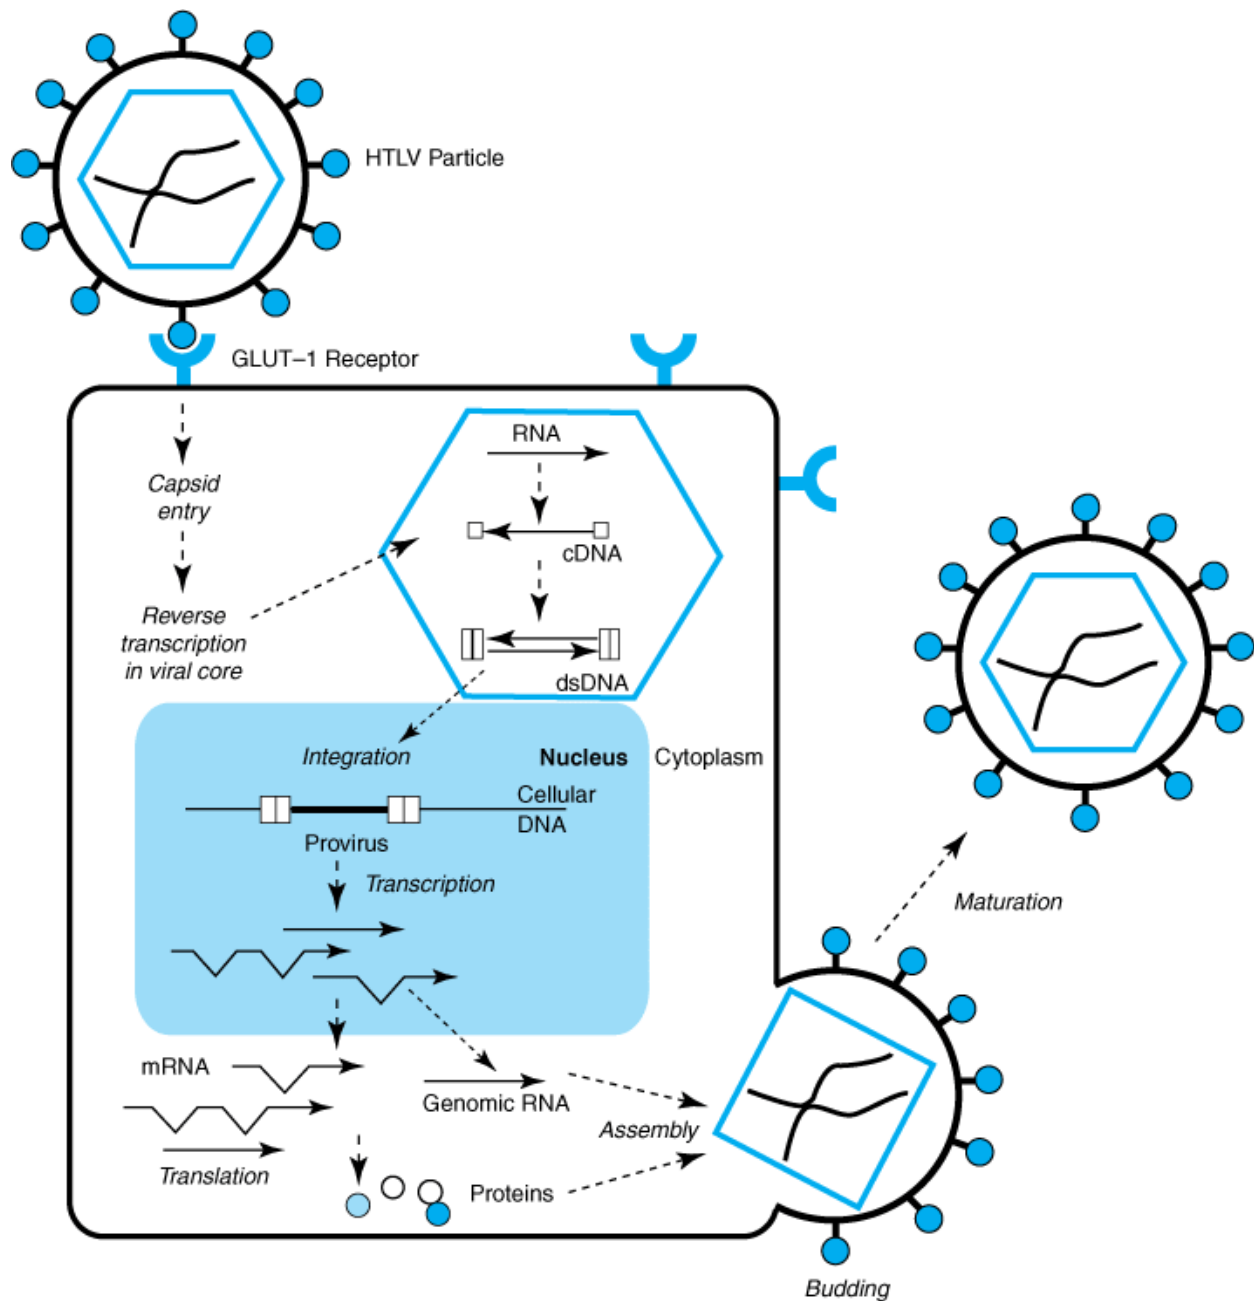 HTLV Particle
GLUT–1 Receptor
RNA
Capsid
entry
cDNA
Reverse
transcription
in viral core
dsDNA
Integration
Nucleus
Cytoplasm
Cellular
DNA
Provirus
Transcription
Maturation
mRNA
Genomic RNA
Assembly
Translation
Proteins
Budding